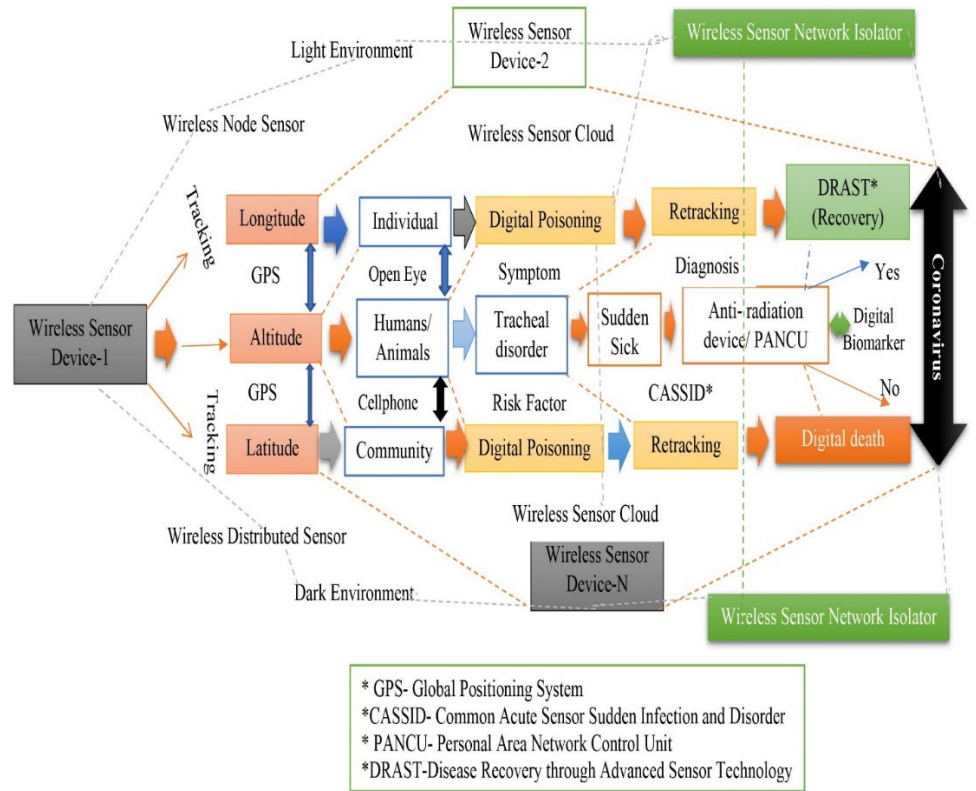 Wireless Sensor
Device-2
Wireless Sensor Network Isolator
Light Environment
Wireless Node Sensor
Wireless Sensor Cloud
Tracking
Longitude
Individual
Digital Poisoning
Retracking
DRAST*
(Recovery)
GPS
Open Eye
Symptom
Diagnosis
Yes
Wireless Sensor
Device-1
Altitude
Humans/
Animals
Tracheal
disorder
Sudden
Sick
Anti- radiation
device/ PANCU
Digital
Biomarker
Coronavirus
GPS
Cellphone
Risk Factor
CASSID*
No
Tracking
Latitude
Community
Digital Poisoning
Retracking
Digital death
Wireless Sensor Cloud
Wireless Distributed Sensor
Wireless Sensor
Device-N
Dark Environment
Wireless Sensor Network Isolator
* GPS- Global Positioning System
*CASSID- Common Acute Sensor Sudden Infection and Disorder
* PANCU- Personal Area Network Control Unit
*DRAST-Disease Recovery through Advanced Sensor Technology